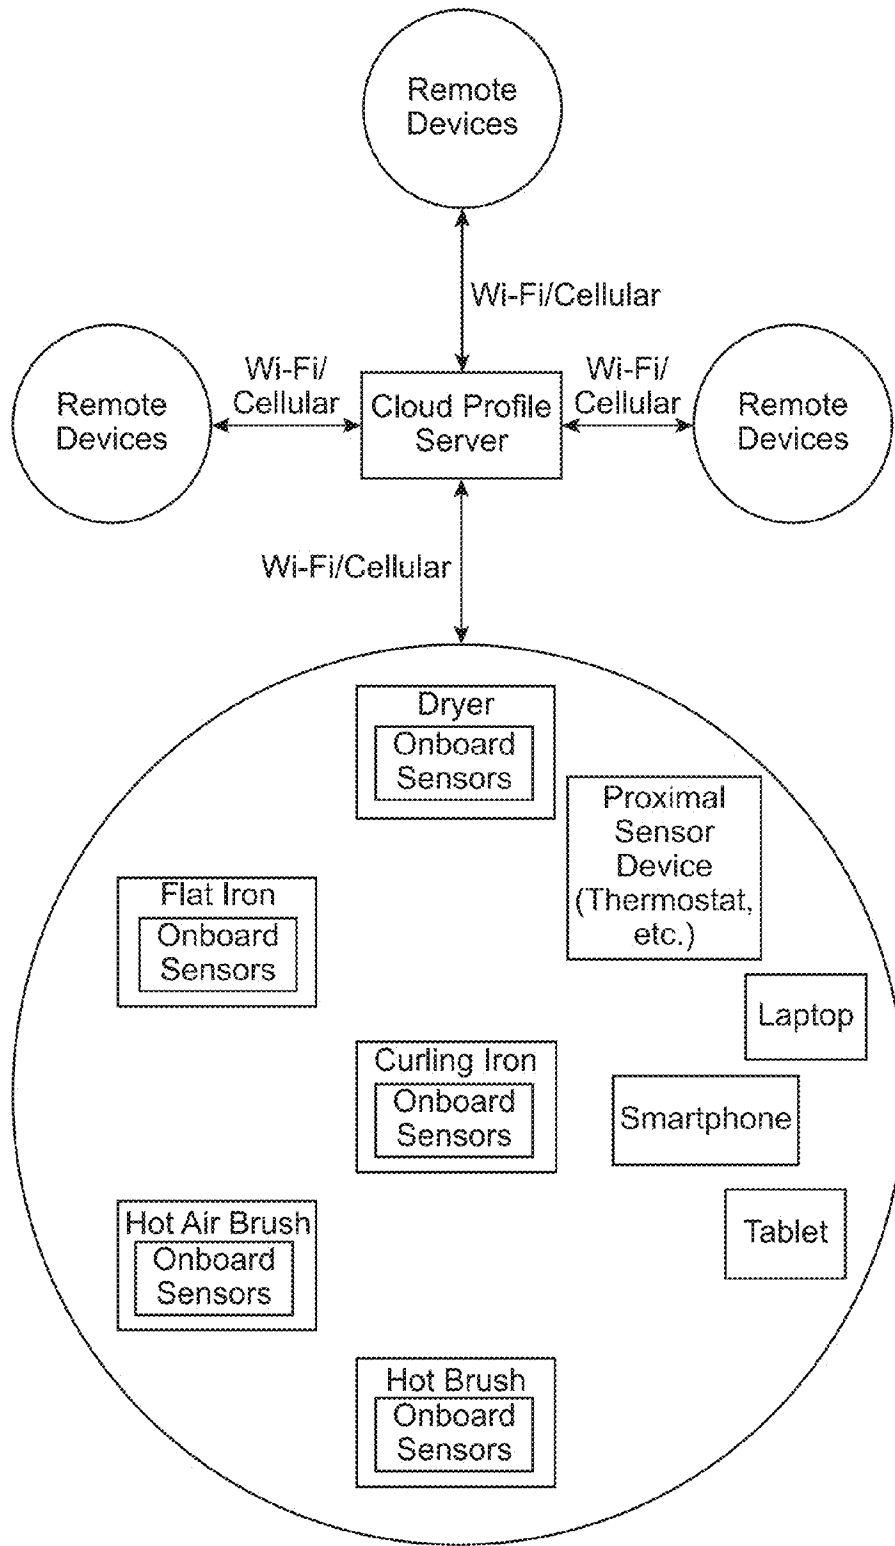 Remote
Devices
Wi-Fi/Cellular
Remote
Devices
Wi-Fi/
Cellular
Cloud Profile
Server
Wi-Fi/
Cellular
Remote
Devices
Wi-Fi/Cellular
Dryer
Onboard
Sensors
Proximal
Sensor
Device
(Thermostat,
etc.)
Flat Iron
Onboard
Sensors
Laptop
Curling Iron
Onboard
Sensors
Smartphone
Hot Air Brush
Onboard
Sensors
Tablet
Hot Brush
Onboard
Sensors